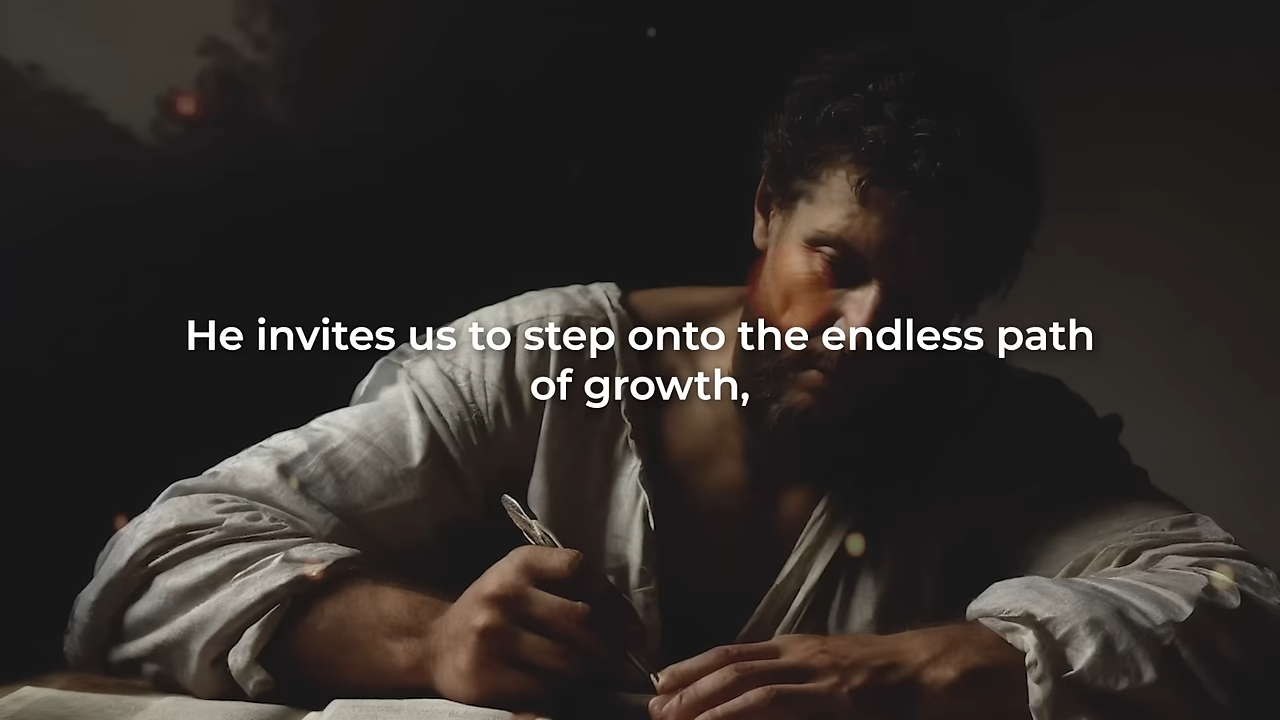 He invites us to step onto the endless path
of growth,